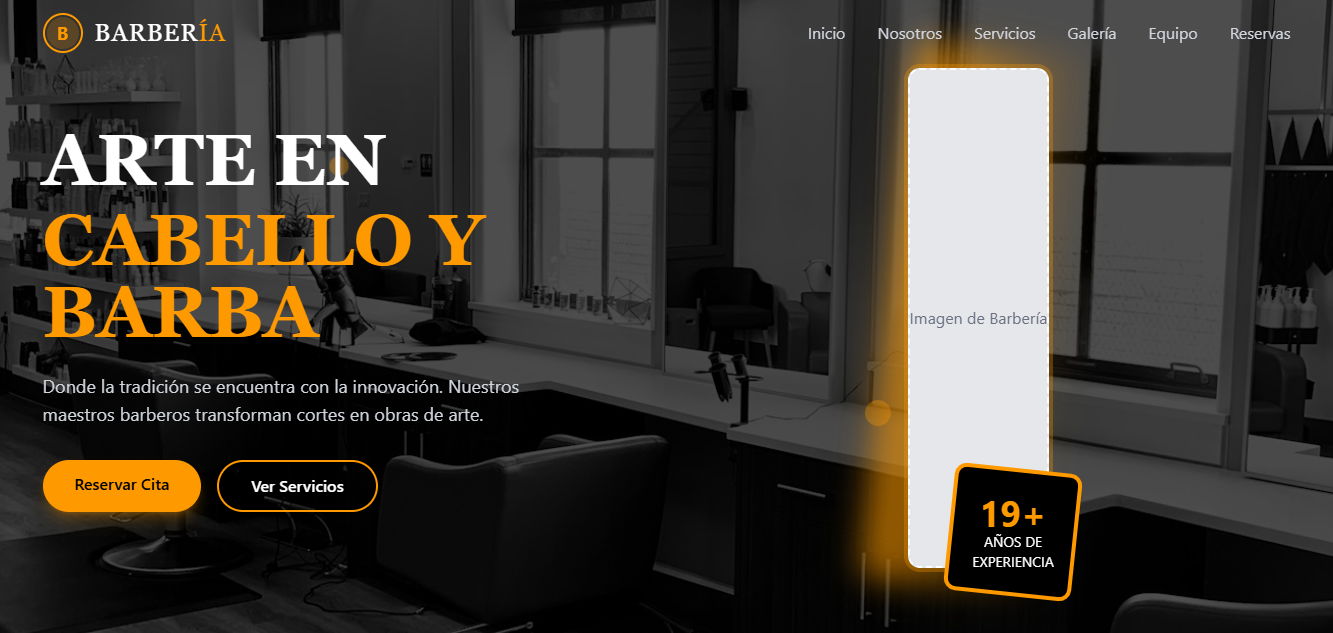 B BARBERÍA
Inicio Nosotros Servicios Galería Equipo Reservas
ARTE EN
CABELLO Y
BARBA
Donde la tradición se encuentra con la innovación. Nuestros
maestros barberos transforman cortes en obras de arte.
Reservar Cita
Ver Servicios
Imagen de Barbería
19+
AÑOS DE
EXPERIENCIA